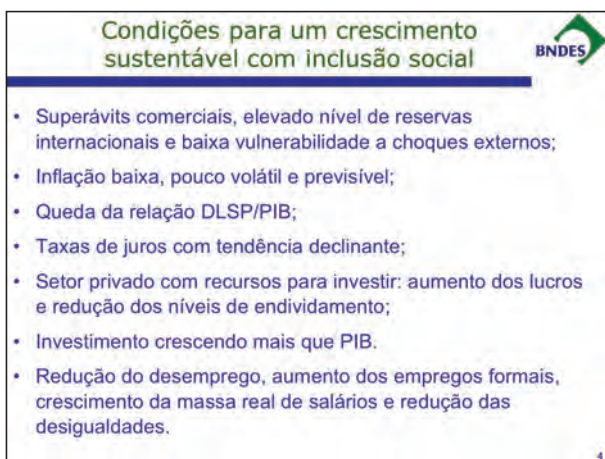 Condições para um crescimento
sustentável com inclusão social
BNDES
• Superávits comerciais, elevado nível de reservas
internacionais e baixa vulnerabilidade a choques externos;
• Inflação baixa, pouco volátil e previsível;
• Queda da relação DLSP/PIB;
• Taxas de juros com tendência declinante;
• Setor privado com recursos para investir: aumento dos lucros
e redução dos níveis de endividamento;
• Investimento crescendo mais que PIB.
• Redução do desemprego, aumento dos empregos formais,
crescimento da massa real de salários e redução das
desigualdades.